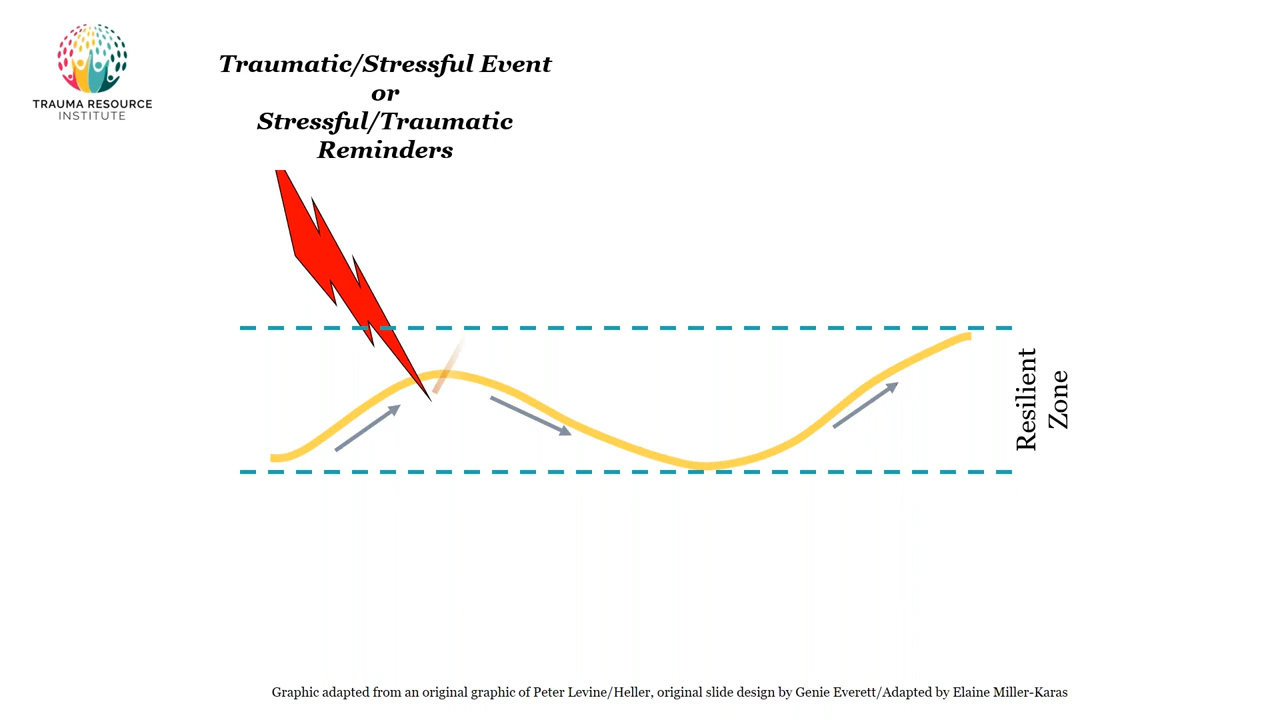 TRAUMA RESOURCE
INSTITUTE
Traumatic/Stressful Event
or
Stressful/Traumatic
Reminders
Resilient
Zone
Graphic adapted from an original graphic of Peter Levine/Heller, original slide design by Genie Everett/Adapted by Elaine Miller-Karas